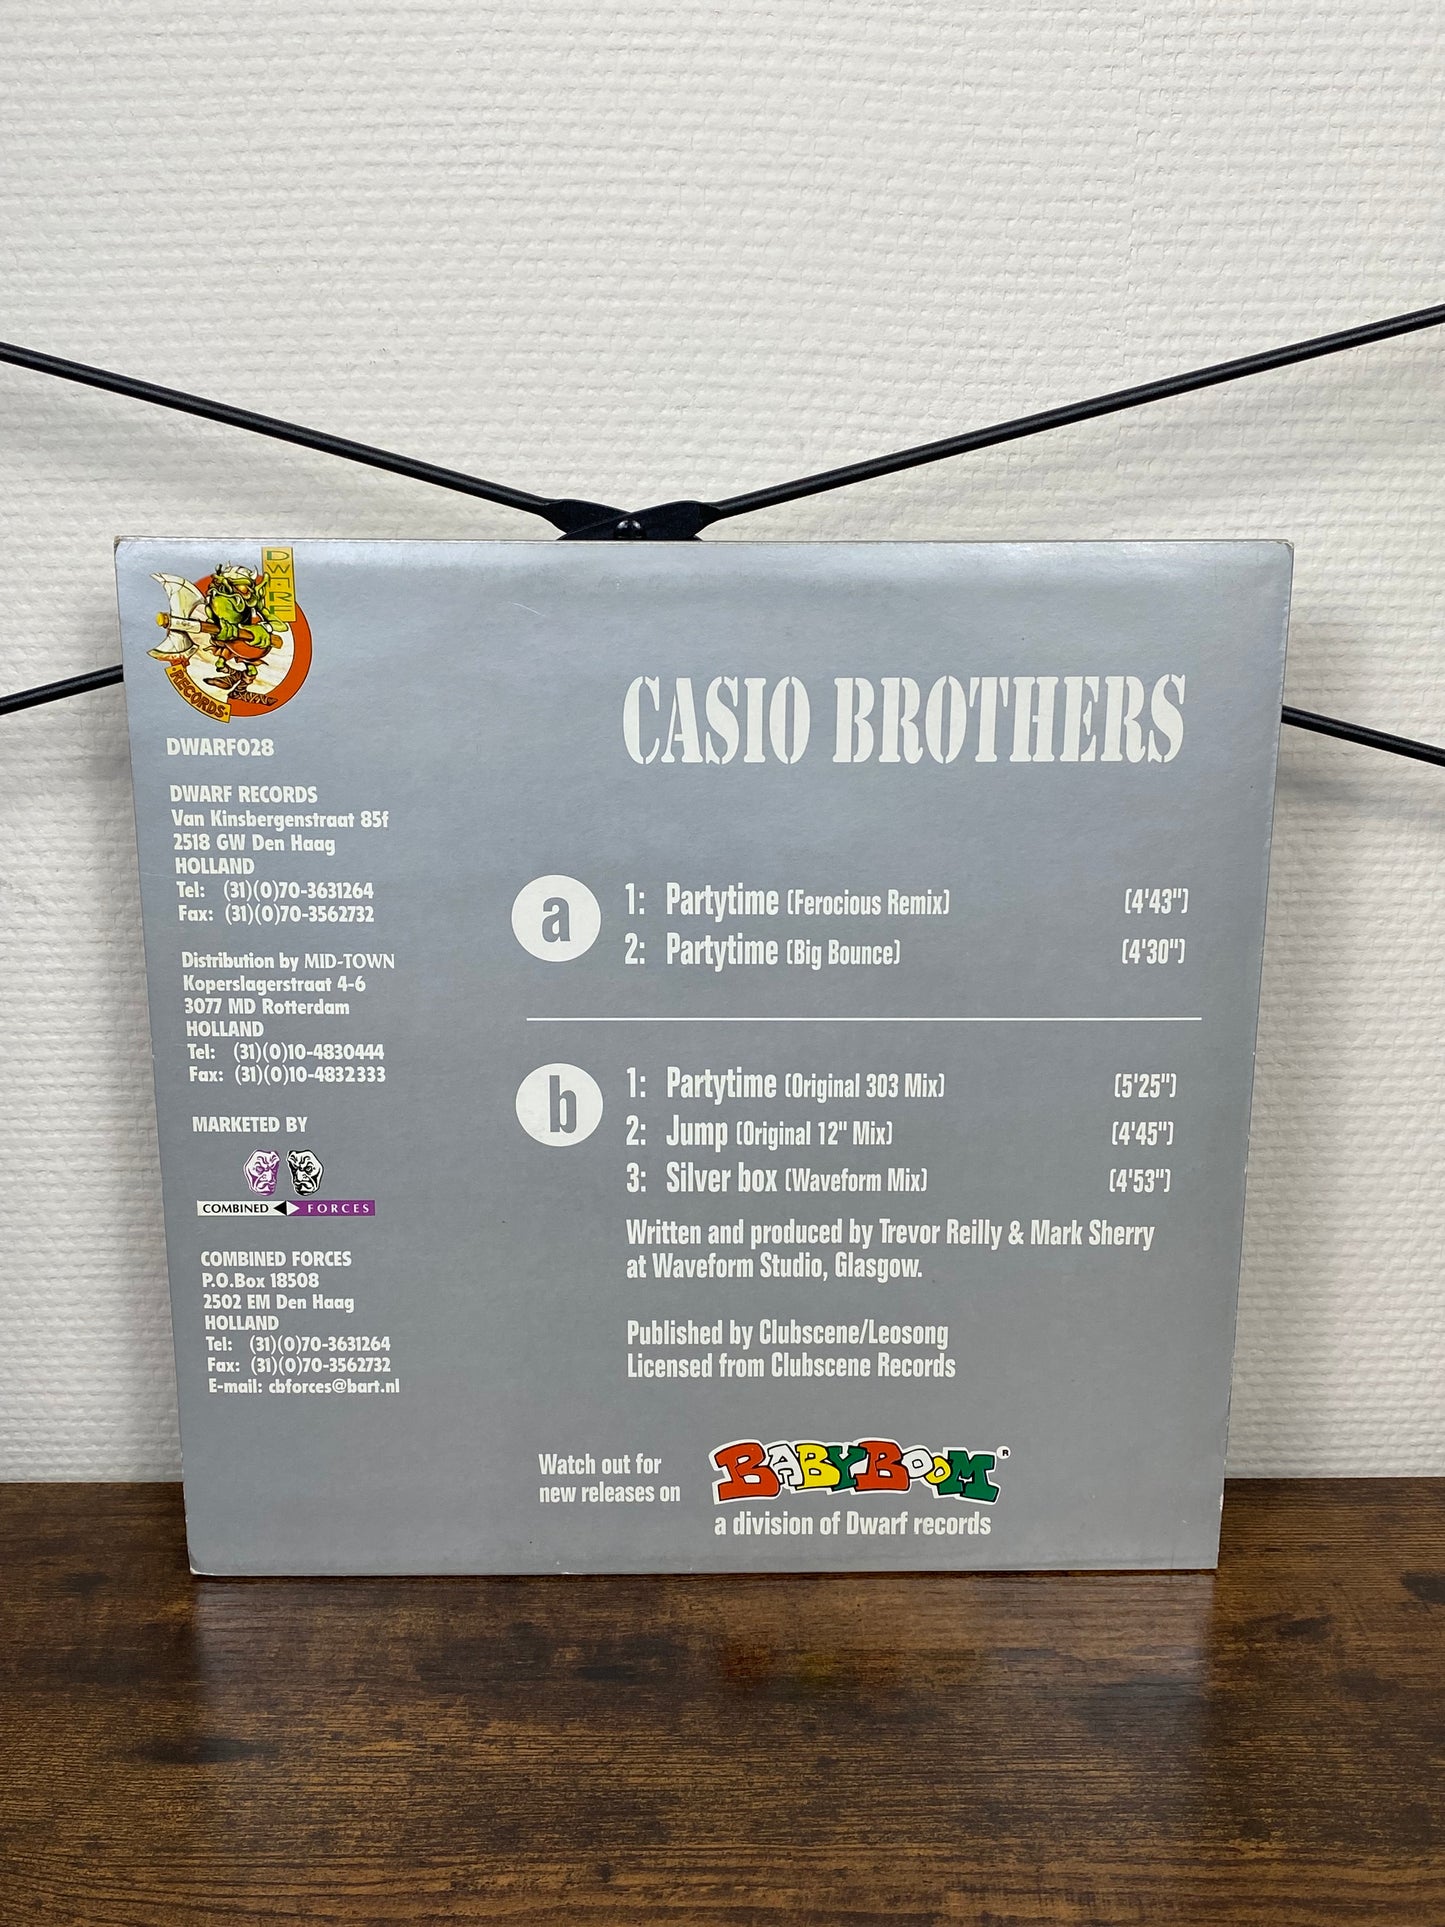 DWARF
RECORDS
DWARF028
DWARF RECORDS
Van Kinsbergenstraat 85f
2518 GW Den Haag
HOLLAND
Tel: (31)(0)70-3631264
Fax: (31)(0)70-3562732
Distribution by MID-TOWN
Koperslagerstraat 4-6
3077 MD Rotterdam
HOLLAND
Tel: (31)(0)10-4830444
Fax: (31)(0)10-4832333
MARKETED BY
COMBINED FORCES
COMBINED FORCES
P.O.Box 18508
2502 EM Den Haag
HOLLAND
Tel: (31)(0)70-3631264
Fax: (31)(0)70-3562732
E-mail: cbforces@bart.nl
CASIO BROTHERS
a
1: Partytime (Ferocious Remix) (4'43")
2: Partytime (Big Bounce) (4'30")
b
1: Partytime (Original 303 Mix) (5'25")
2: Jump (Original 12" Mix) (4'45")
3: Silver box (Waveform Mix) (4'53")
Written and produced by Trevor Reilly & Mark Sherry
at Waveform Studio, Glasgow.
Published by Clubscene/Leosong
Licensed from Clubscene Records
Watch out for
new releases on
BABYBOOM ®
a division of Dwarf records